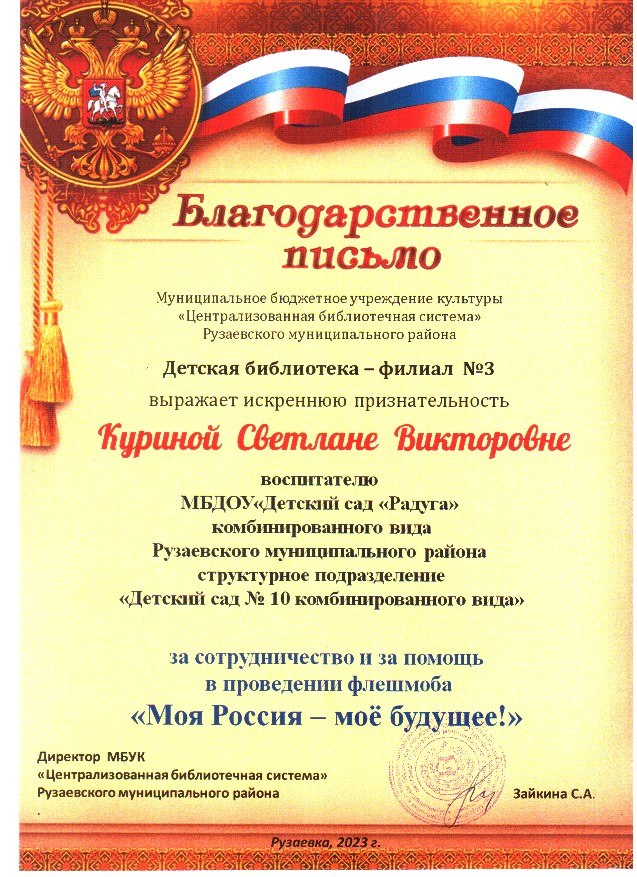 Благодарственное
письмо
Муниципальное бюджетное учреждение культуры
«Централизованная библиотечная система»
Рузаевского муниципального района
Детская библиотека – филиал №3
выражает искреннюю признательность
Куриной Светлане Викторовне
воспитателю
МБДОУ«Детский сад «Радуга»
комбинированного вида
Рузаевского муниципального района
структурное подразделение
«Детский сад № 10 комбинированного вида»
за сотрудничество и за помощь
в проведении флешмоба
«Моя Россия – моё будущее!»
Директор МБУК
«Централизованная библиотечная система»
Рузаевского муниципального района
Зайкина С.А.
Рузаевка, 2023 г.